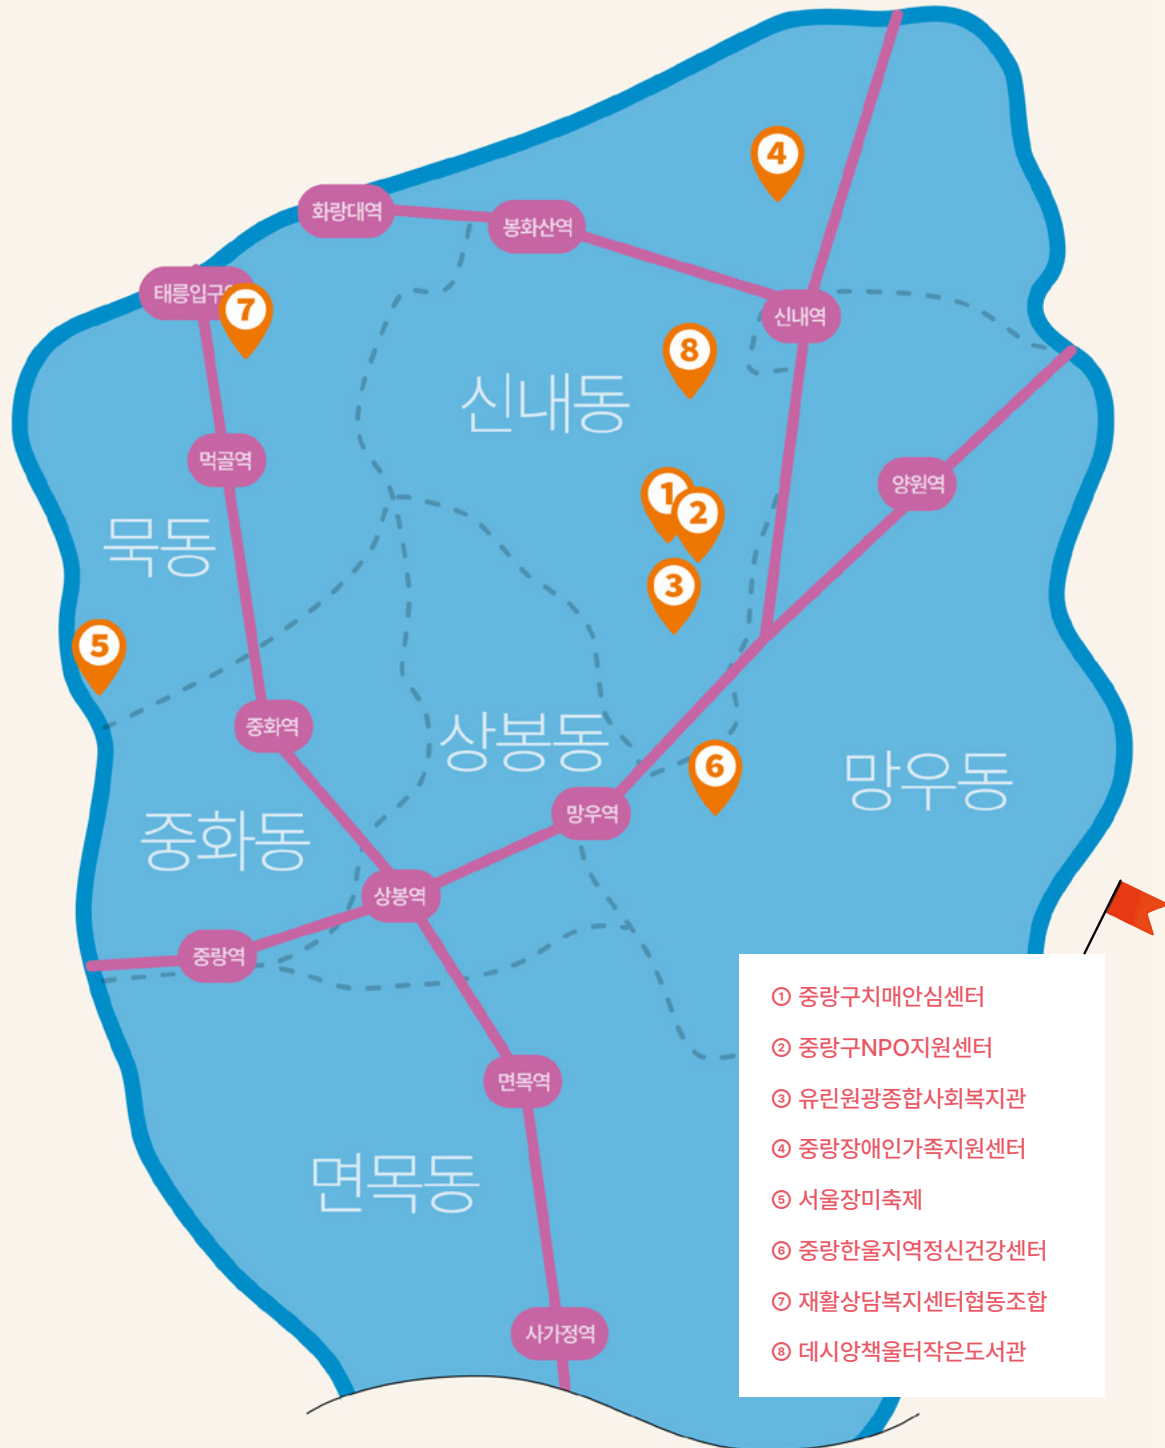 4
화랑대역
봉화산역
태릉입구
7
신내역
8
신내동
먹골역
양원역
1
2
묵동
3
5
중화역
상봉동
6
망우동
망우역
중화동
상봉역
중랑역
면목역
면목동
사가정역
① 중랑구치매안심센터
② 중랑구NPO지원센터
③ 유린원광종합사회복지관
④ 중랑장애인가족지원센터
⑤ 서울장미축제
⑥ 중랑한울지역정신건강센터
⑦ 재활상담복지센터협동조합
⑧ 데시앙책울터작은도서관